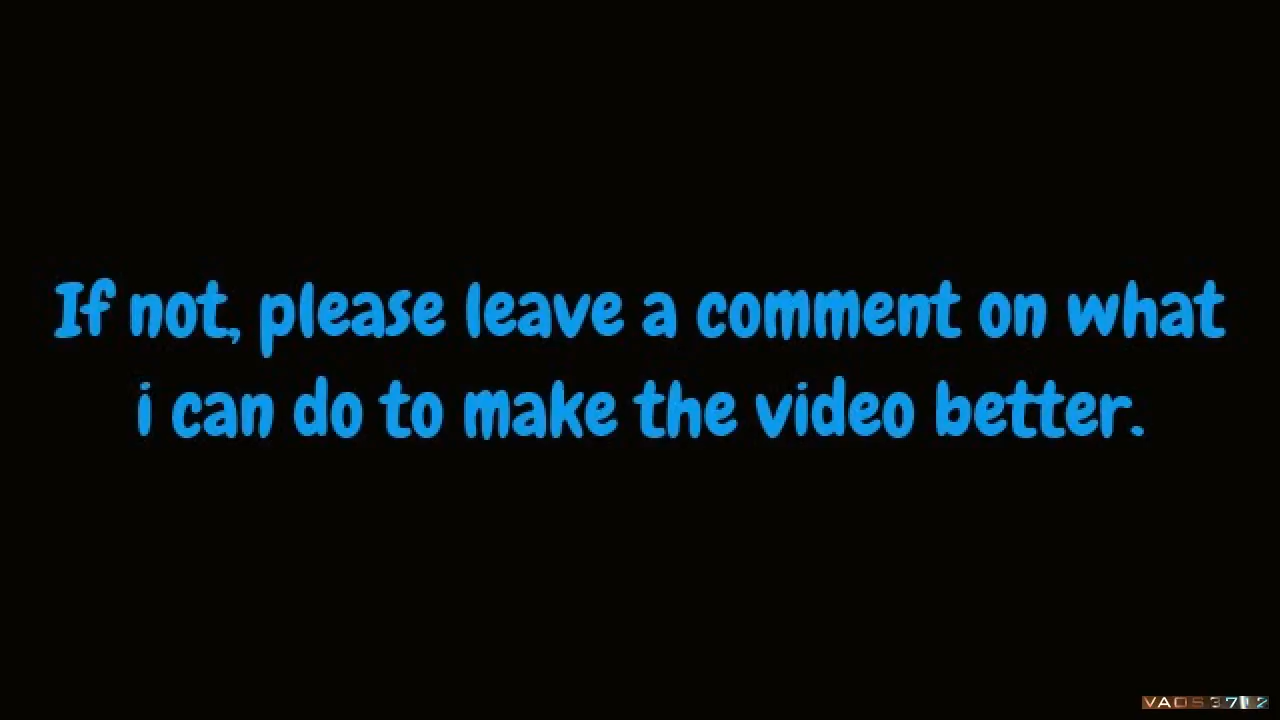 If not, please leave a comment on what
i can do to make the video better.